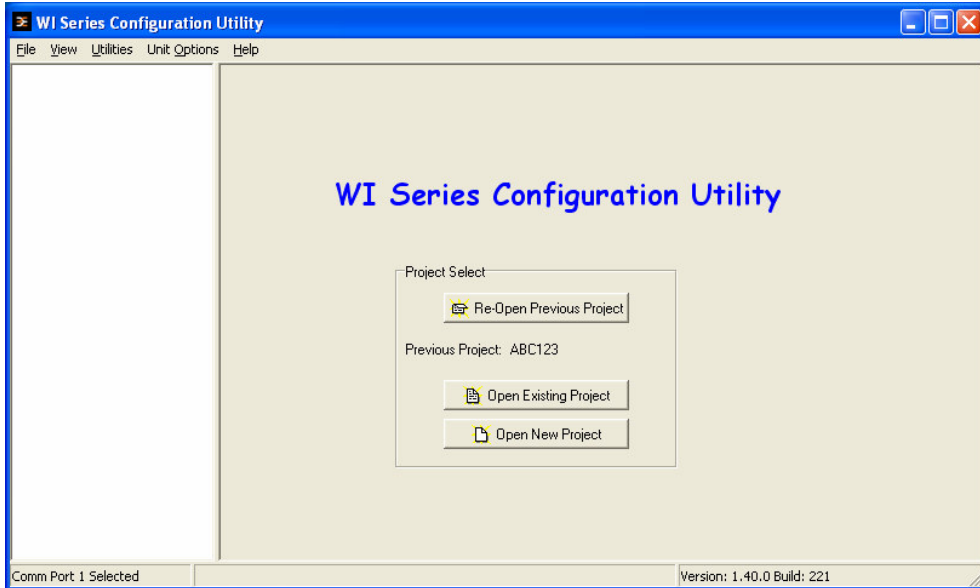 WI Series Configuration Utility
File View Utilities Unit Options Help
WI Series Configuration Utility
Project Select
Re-Open Previous Project
Previous Project: ABC123
Open Existing Project
Open New Project
Comm Port 1 Selected
Version: 1.40.0 Build: 221